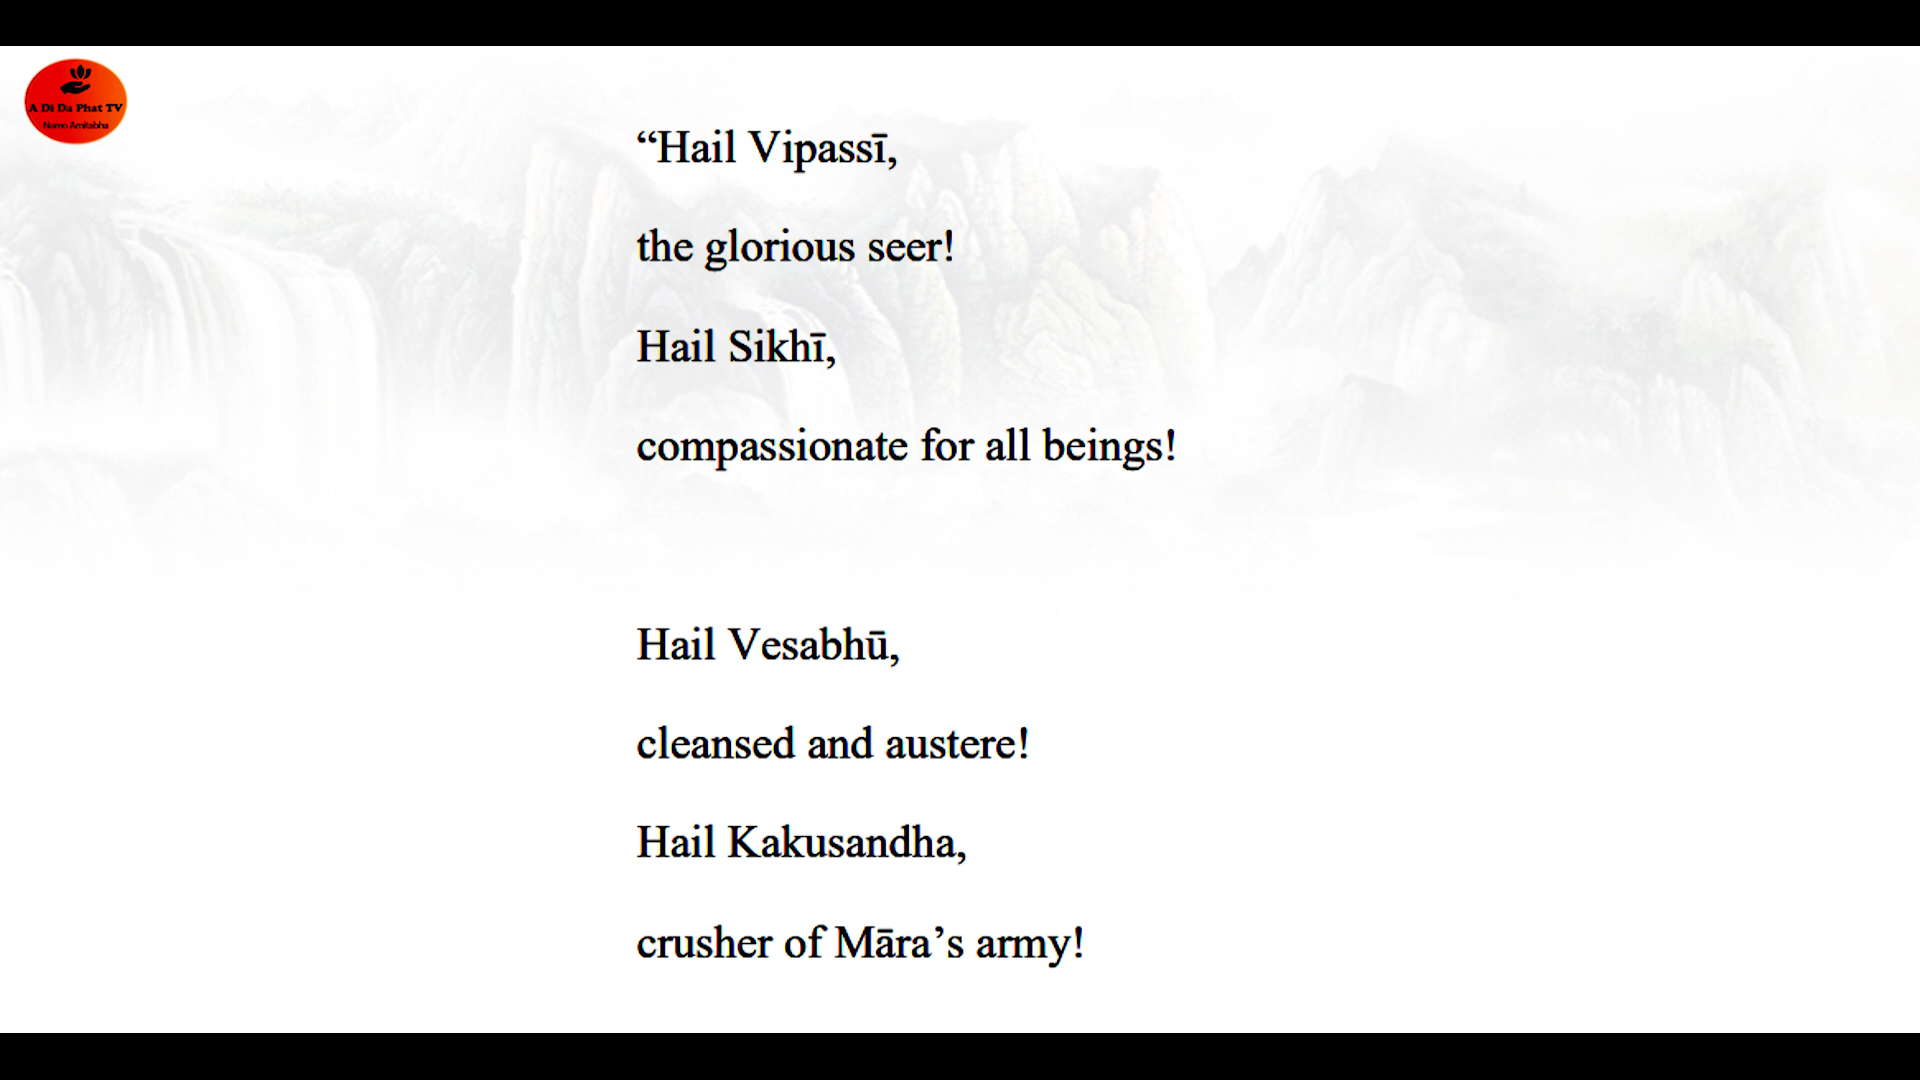 A Di Da Phat TV
Namo Amitabha
“Hail Vipassī,
the glorious seer!
Hail Sikhī,
compassionate for all beings!
Hail Vesabhū,
cleansed and austere!
Hail Kakusandha,
crusher of Māra’s army!